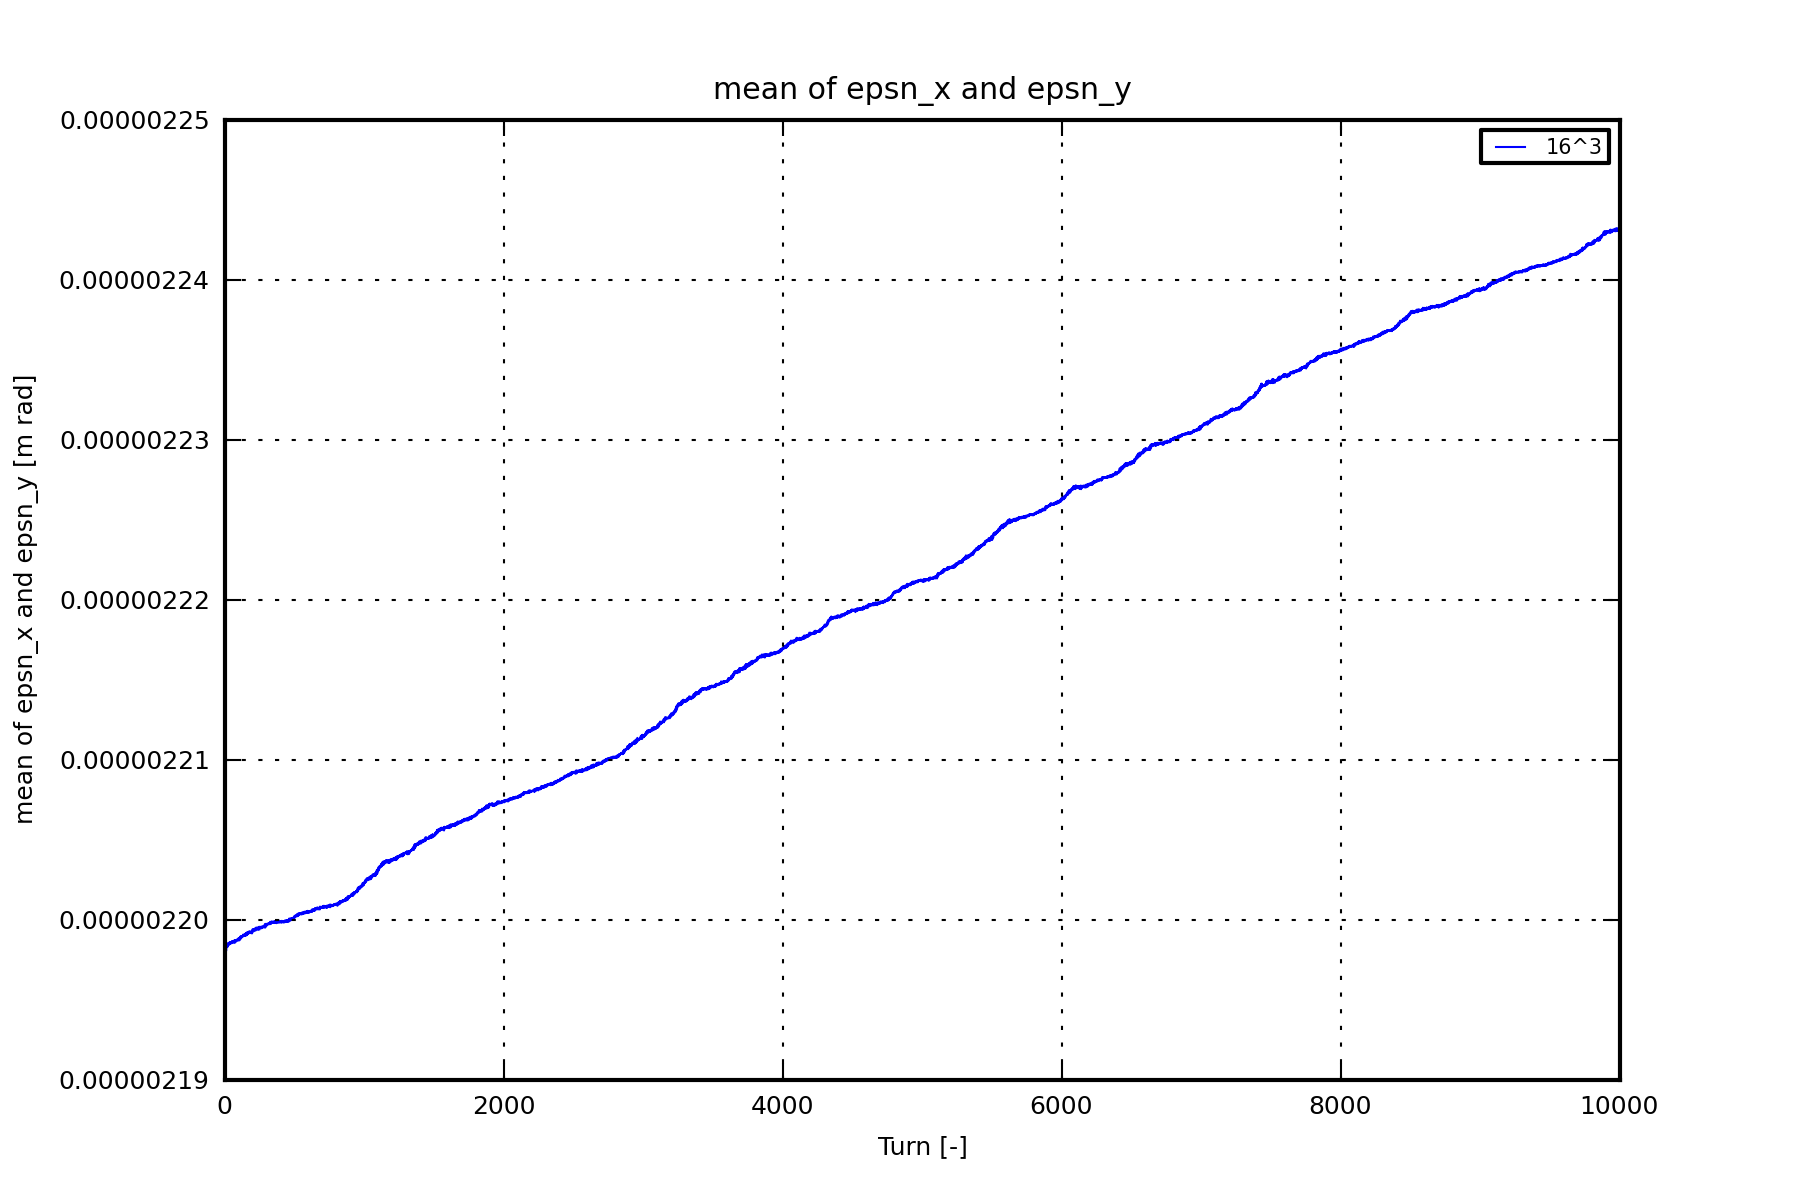 mean of epsn_x and epsn_y
16^3
0.00000225
0.00000224
0.00000223
0.00000222
0.00000221
0.00000220
0.00000219
mean of epsn_x and epsn_y [m rad]
0 2000 4000 6000 8000 10000
Turn [-]